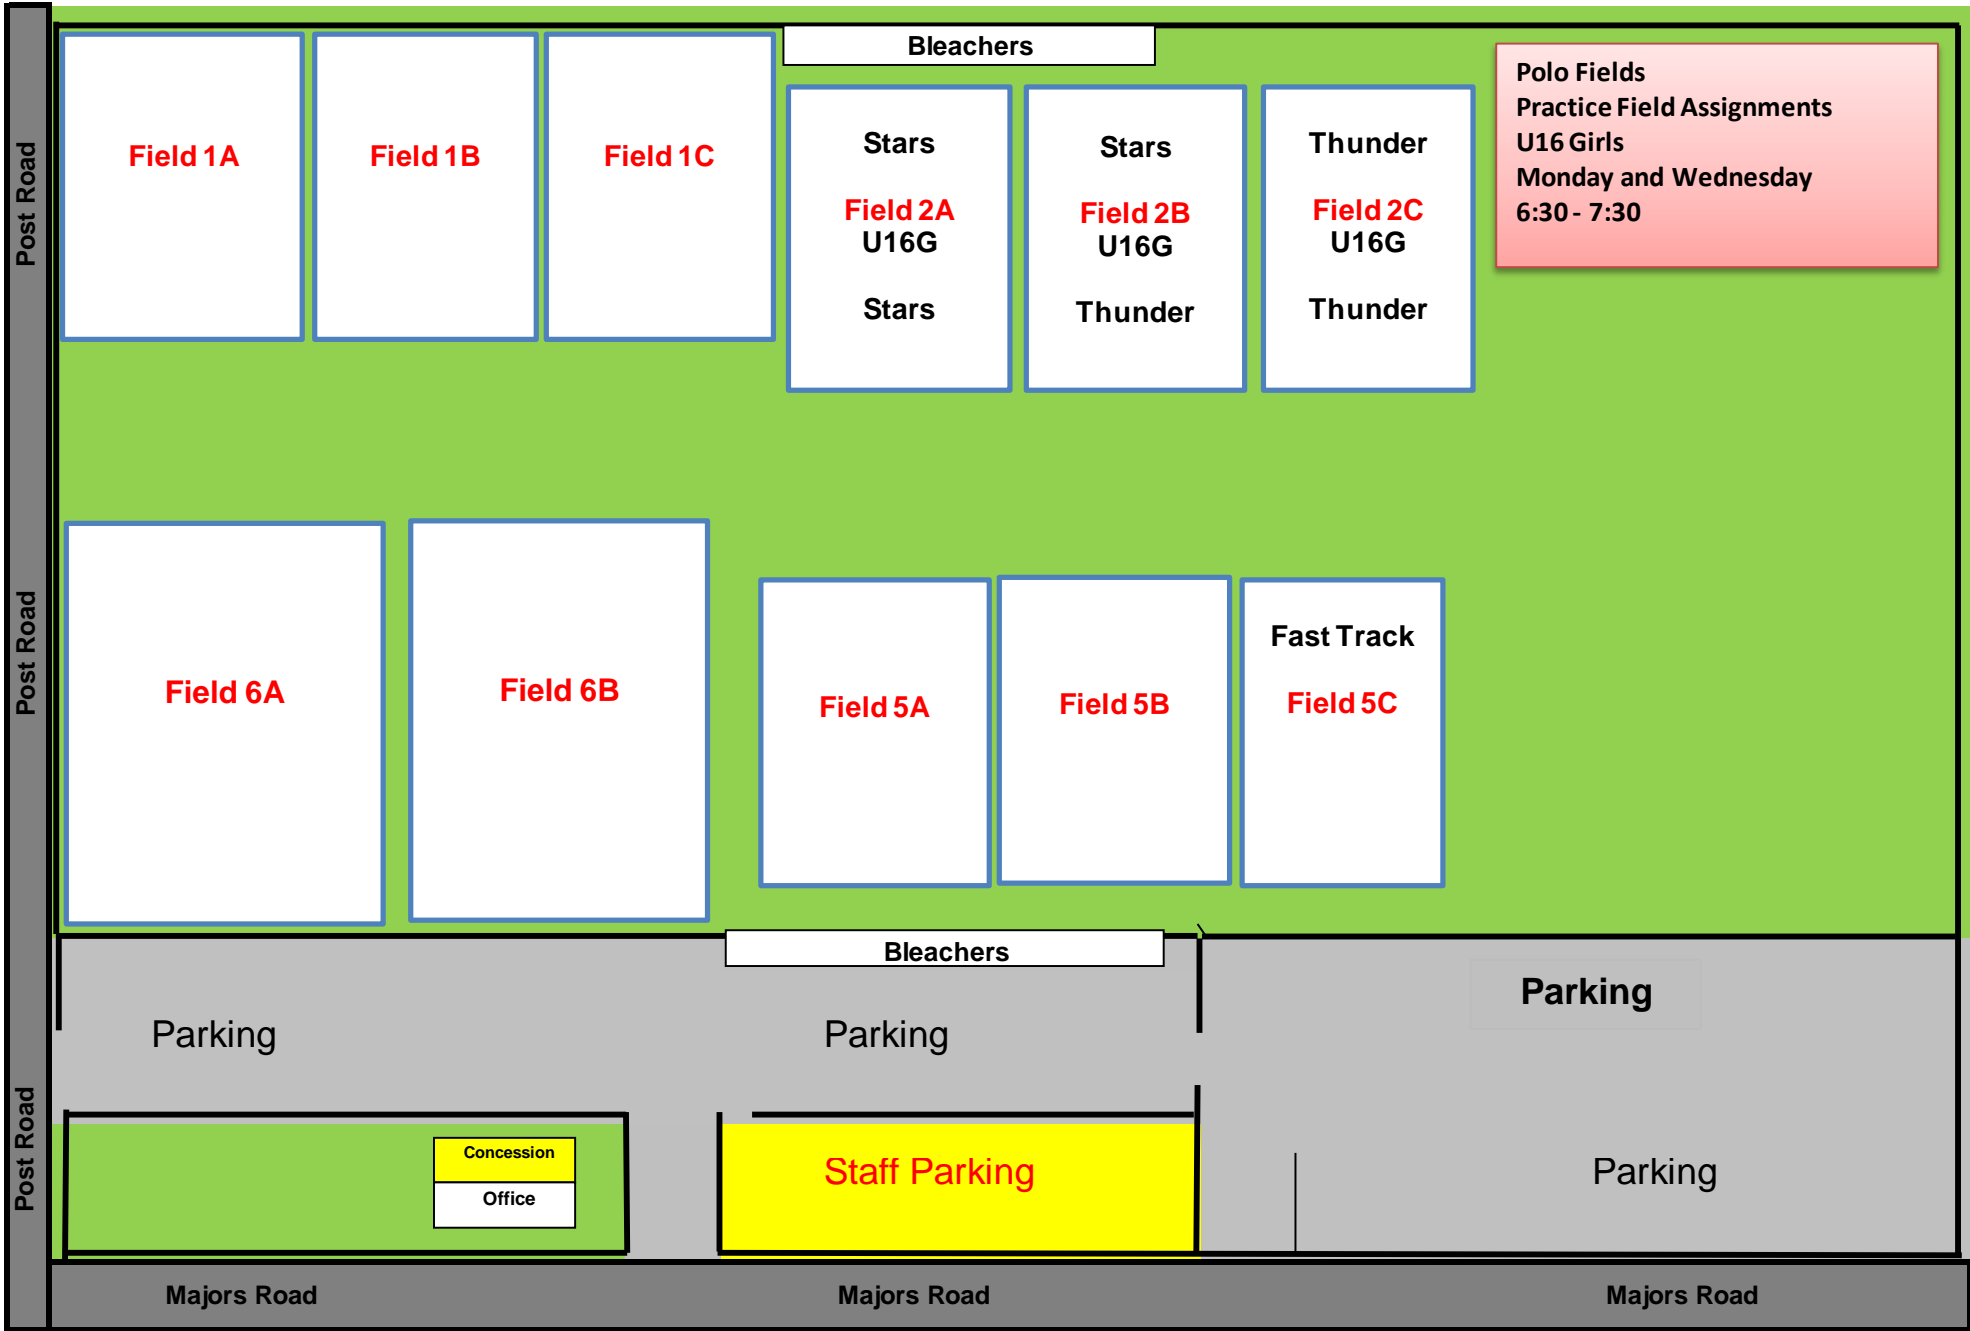 Bleachers
Polo Fields
Practice Field Assignments
U16 Girls
Monday and Wednesday
6:30 - 7:30
Post Road
Field 1A
Field 1B
Field 1C
Stars
Field 2A
U16G
Stars
Stars
Field 2B
U16G
Thunder
Thunder
Field 2C
U16G
Thunder
Post Road
Field 6A
Field 6B
Field 5A
Field 5B
Fast Track
Field 5C
Bleachers
Parking
Parking
Parking
Post Road
Concession
Office
Staff Parking
Parking
Majors Road
Majors Road
Majors Road